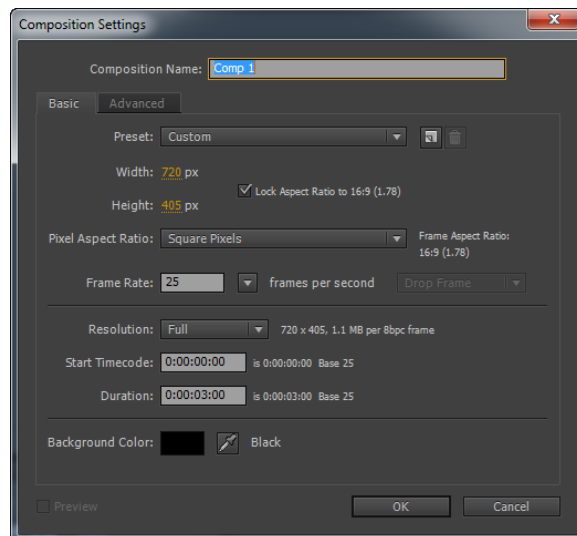 Composition Settings
Composition Name: Comp 1
Basic Advanced
Preset: Custom
Width: 720 px
Lock Aspect Ratio to 16:9 (1.78)
Height: 405 px
Pixel Aspect Ratio: Square Pixels
Frame Aspect Ratio:
16:9 (1.78)
Frame Rate: 25 frames per second Drop Frame
Resolution: Full 720 x 405, 1.1 MB per 8bpc frame
Start Timecode: 0:00:00:00 is 0:00:00:00 Base 25
Duration: 0:00:03:00 is 0:00:03:00 Base 25
Background Color: Black
Preview OK Cancel